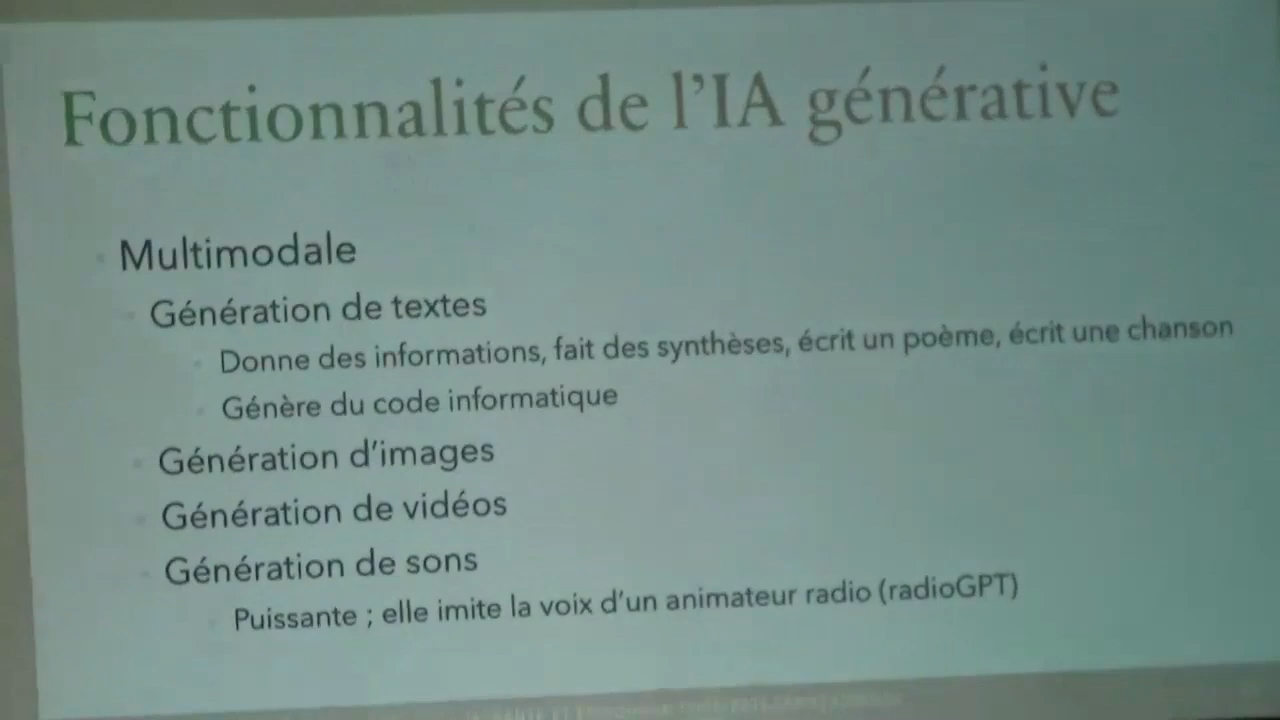 Fonctionnalités de l'IA générative
Multimodale
Génération de textes
Donne des informations, fait des synthèses, écrit un poème, écrit une chanson
Génère du code informatique
Génération d'images
Génération de vidéos
Génération de sons
Puissante ; elle imite la voix d'un animateur radio (radioGPT)